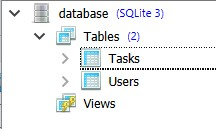 database (SQLite 3)
Tables (2)
Tasks
Users
Views